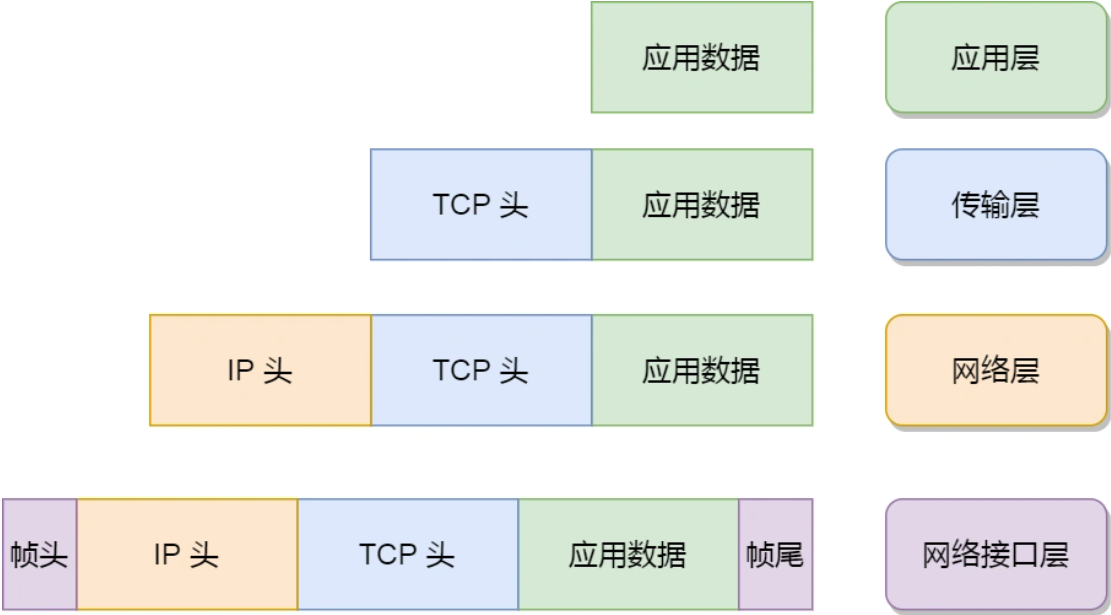 应用数据 应用层
TCP 头 应用数据 传输层
IP 头 TCP 头 应用数据 网络层
帧头 IP 头 TCP 头 应用数据 帧尾 网络接口层